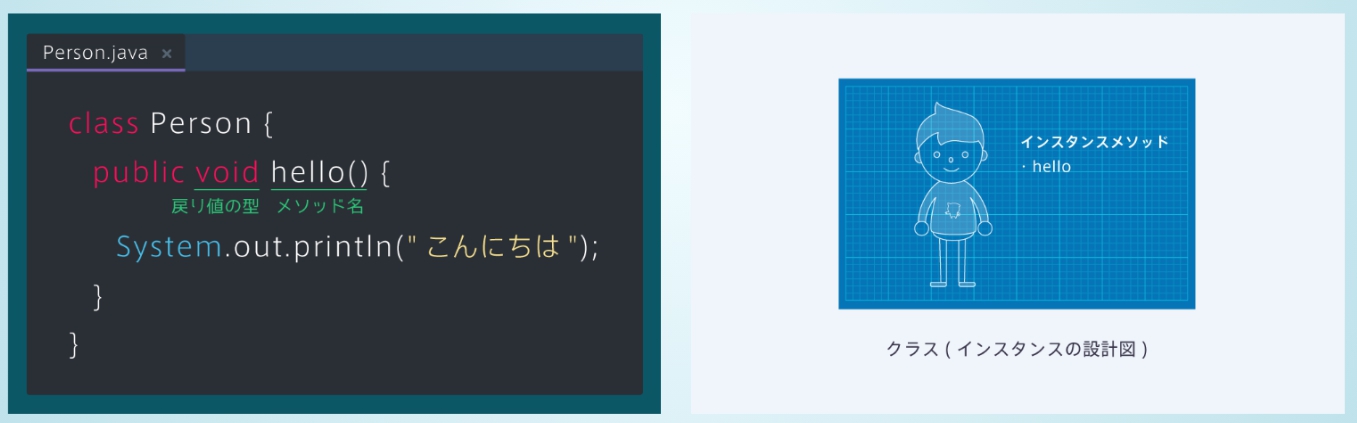 Person.java ×
class Person {
public void hello() {
戻り値の型 メソッド名
System.out.println(" こんにちは ");
}
}
インスタンスメソッド
・hello
クラス ( インスタンスの設計図 )